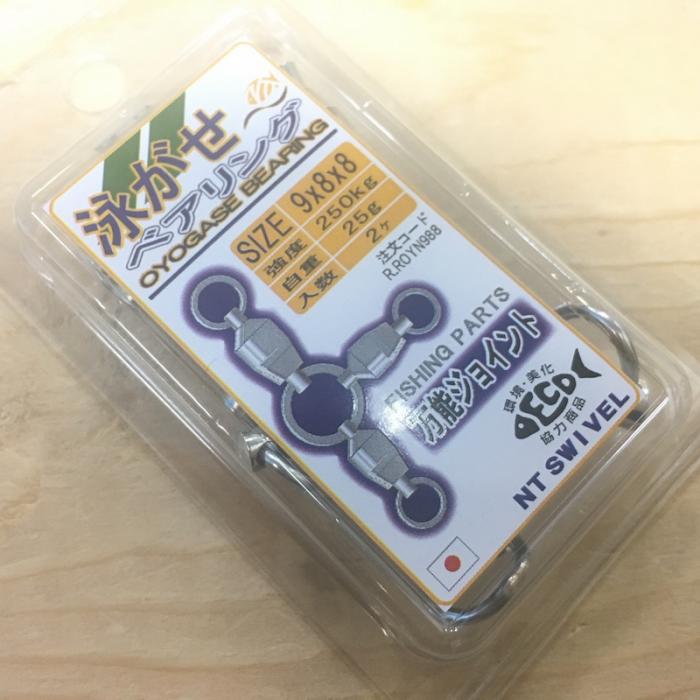 泳がせ
ベアリング
OYOGASE BEARING
SIZE 9x8x8
強度 250kg
自重 25g
入数 2ヶ
注文コード
R.ROYN988
FISHING PARTS
万能ジョイント
環境・美化
ECO
協力商品
NT SWIVEL